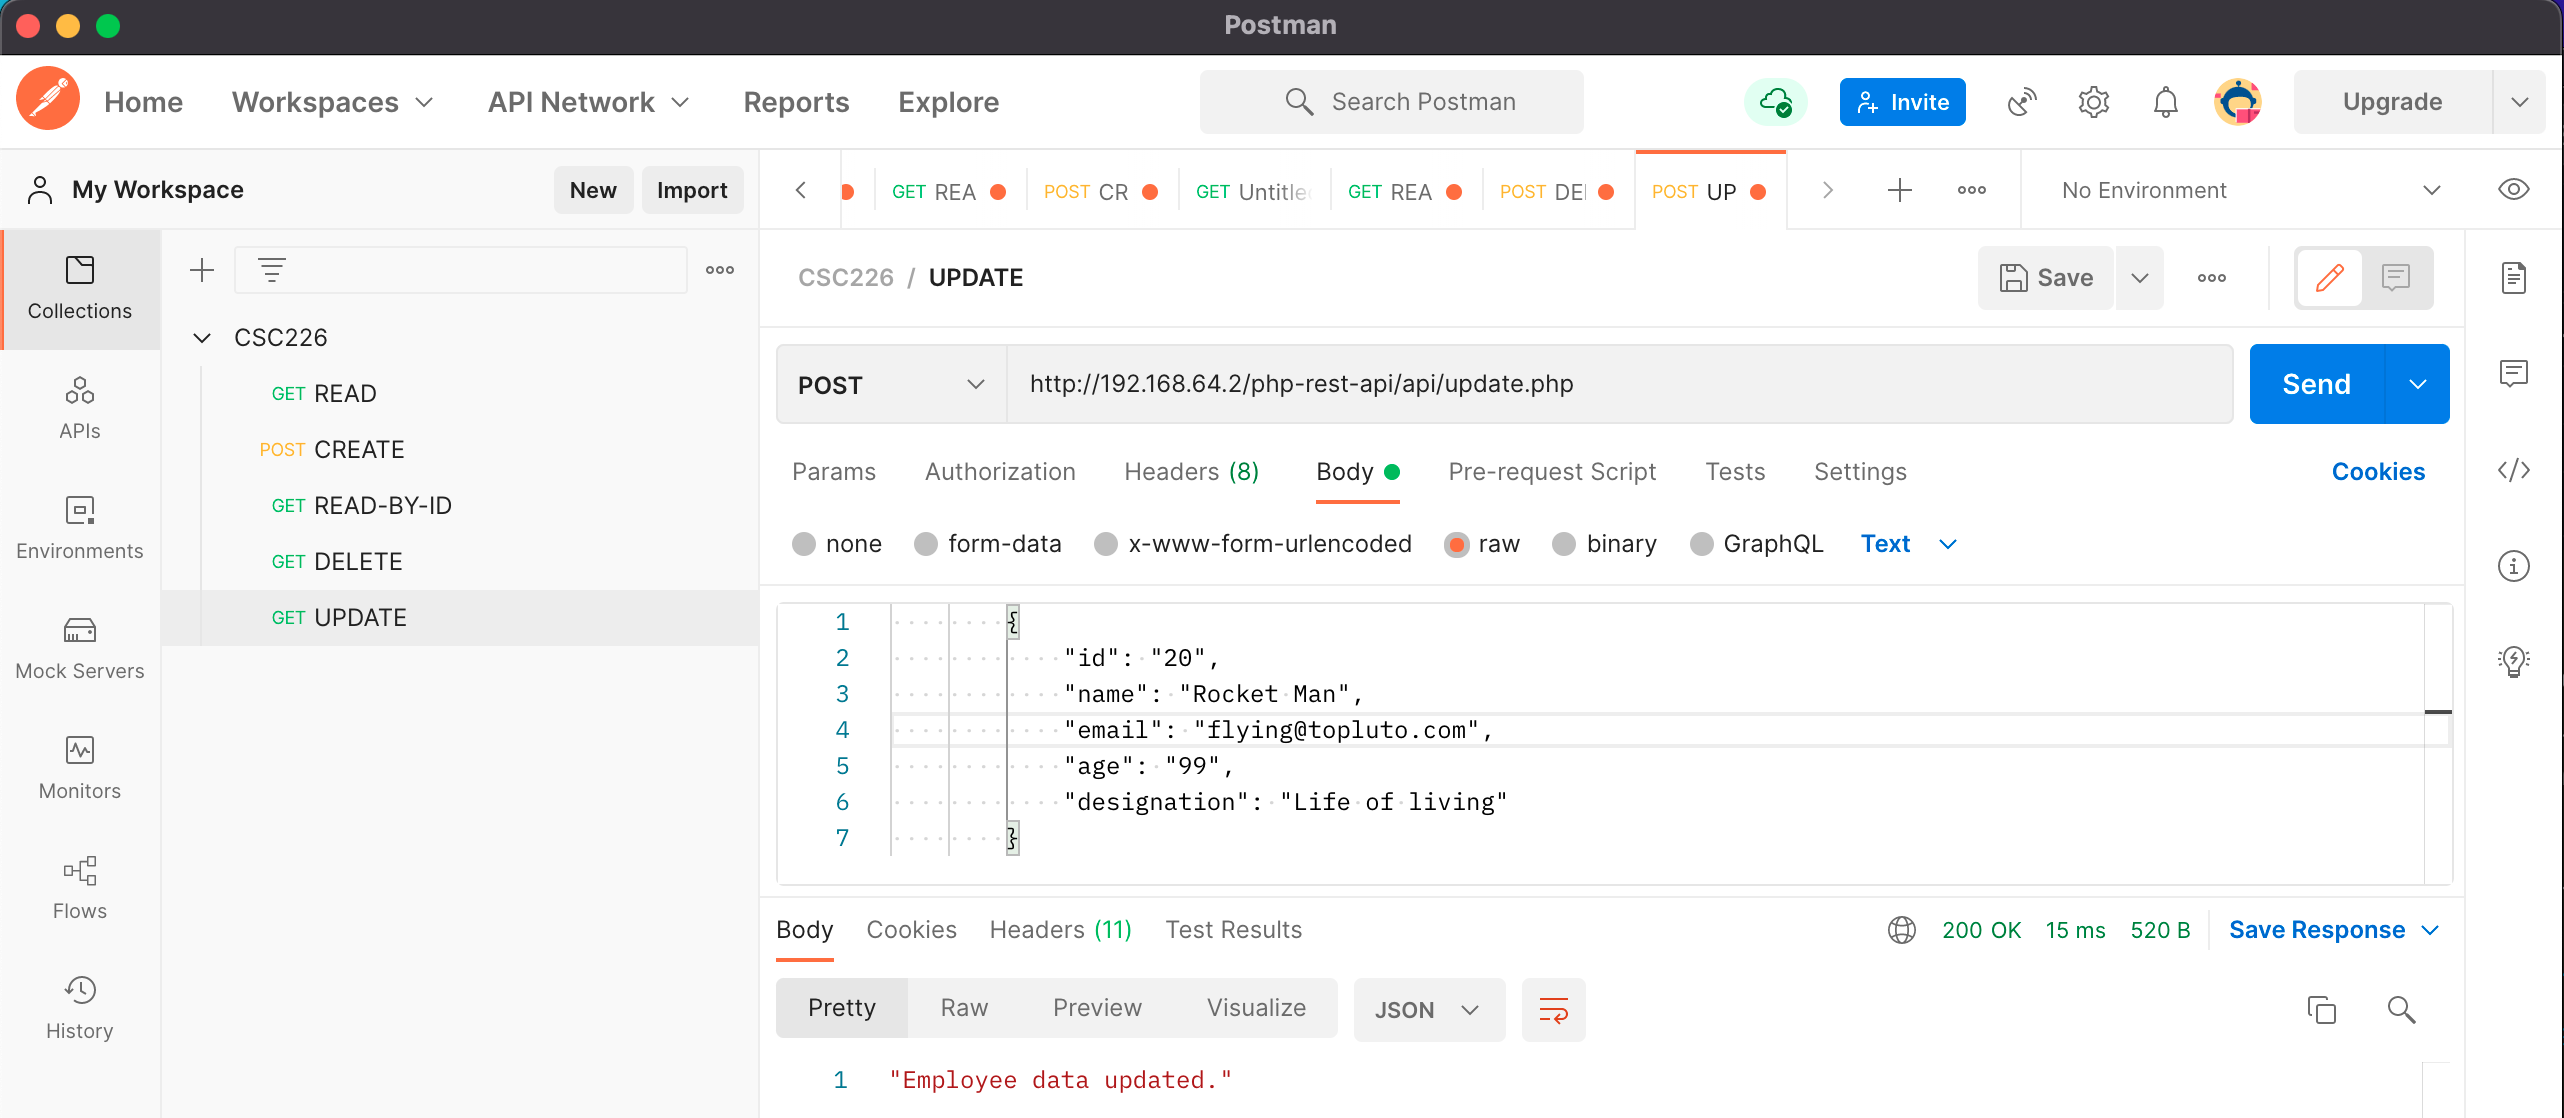 Postman
Home Workspaces API Network Reports Explore Search Postman Invite Upgrade
My Workspace New Import
GET REA POST CR GET Untitle GET REA POST DEI POST UP No Environment
Collections
APIs
Environments
Mock Servers
Monitors
Flows
History
CSC226
GET READ
POST CREATE
GET READ-BY-ID
GET DELETE
GET UPDATE
CSC226 / UPDATE Save
POST http://192.168.64.2/php-rest-api/api/update.php Send
Params Authorization Headers (8) Body Pre-request Script Tests Settings Cookies
none form-data x-www-form-urlencoded raw binary GraphQL Text
1 {
2 "id": "20",
3 "name": "Rocket Man",
4 "email": "flying@topluto.com",
5 "age": "99",
6 "designation": "Life of living"
7 }
Body Cookies Headers (11) Test Results 200 OK 15 ms 520 B Save Response
Pretty Raw Preview Visualize JSON
1 "Employee data updated."